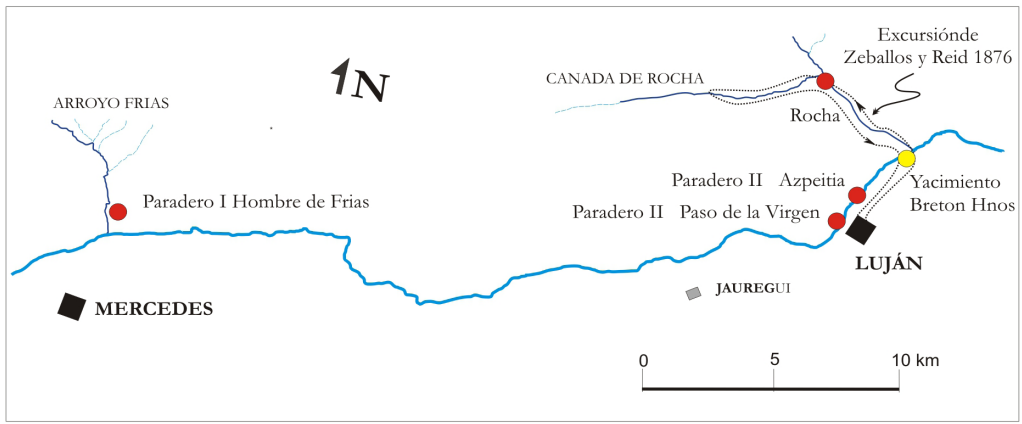 Excursiónde
Zeballos y Reid 1876
N
CANADA DE ROCHA
ARROYO FRIAS
Rocha
Paradero II Azpeitia
Yacimiento
Breton Hnos
Paradero I Hombre de Frias
Paradero II Paso de la Virgen
LUJÁN
JAUREGUI
MERCEDES
0 5 10 km